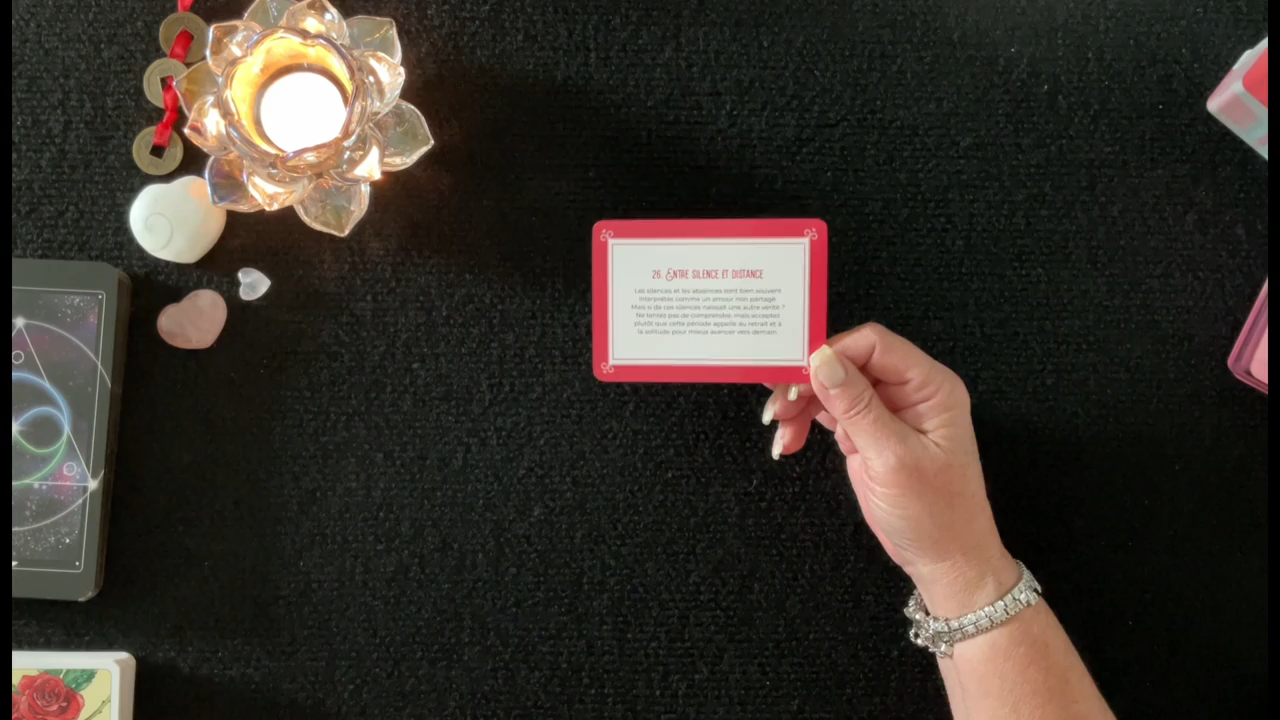 26. Entre silence et distance
Les silences et les absences sont bien souvent
interprétés comme un amour non partagé.
Mais si de ces silences naissait une autre vérité ?
Ne tentez pas de comprendre, mais acceptez
plutôt que cette période appelle au retrait et à
la solitude pour mieux avancer vers demain.